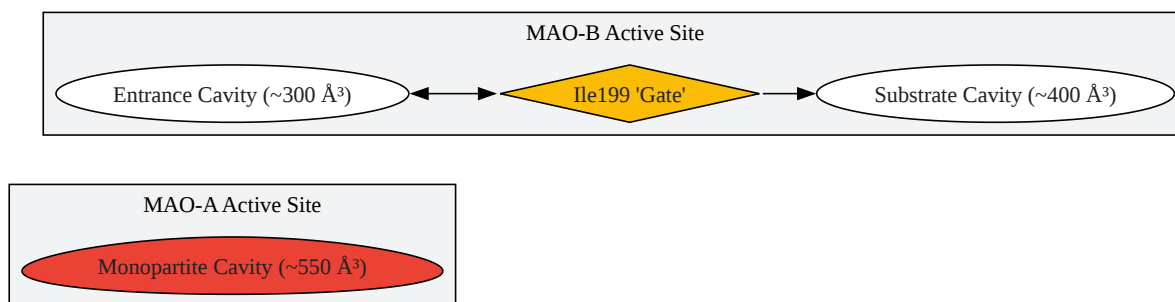 MAO-B Active Site
Entrance Cavity (~300 Å³)
Ile199 'Gate'
Substrate Cavity (~400 Å³)
MAO-A Active Site
Monopartite Cavity (~550 Å³)